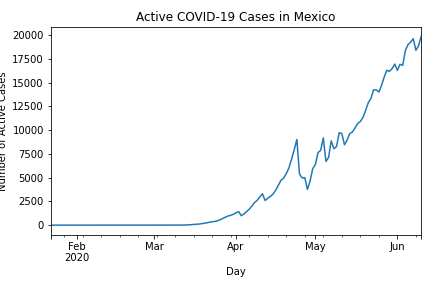 Active COVID-19 Cases in Mexico
20000
17500
15000
12500
10000
7500
5000
2500
0
Number of Active Cases
Feb
2020
Mar
Apr
May
Jun
Day